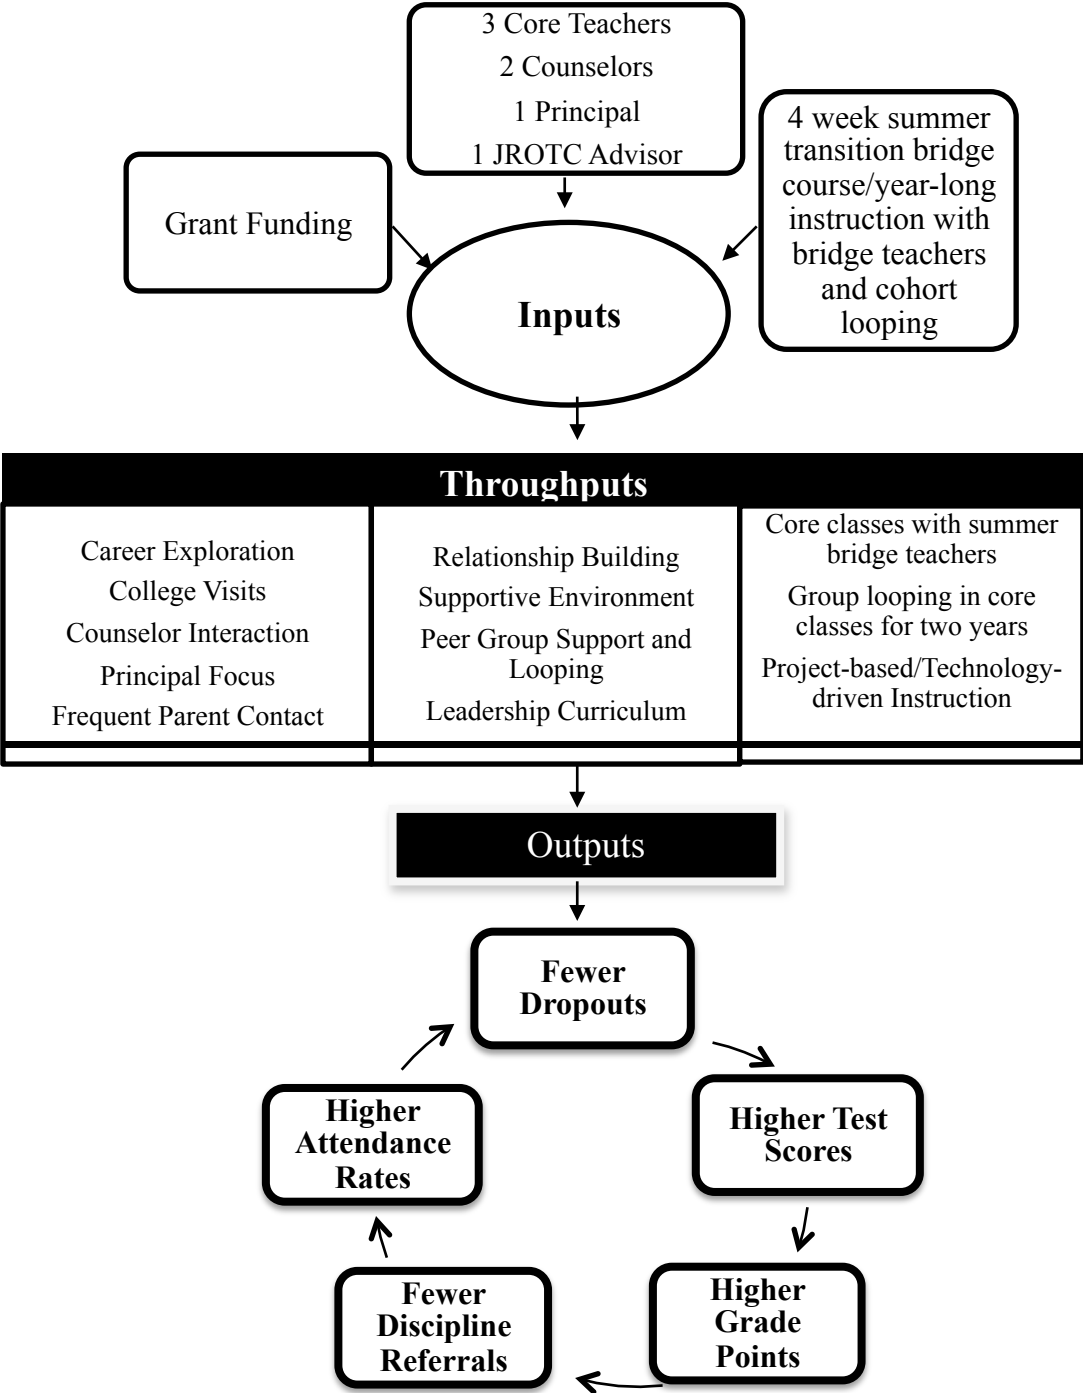 3 Core Teachers
2 Counselors
1 Principal
1 JROTC Advisor
Grant Funding
4 week summer
transition bridge
course/year-long
instruction with
bridge teachers
and cohort
looping
Inputs
Throughputs
Career Exploration
College Visits
Counselor Interaction
Principal Focus
Frequent Parent Contact
Relationship Building
Supportive Environment
Peer Group Support and
Looping
Leadership Curriculum
Core classes with summer
bridge teachers
Group looping in core
classes for two years
Project-based/Technology-
driven Instruction
Outputs
Fewer
Dropouts
Higher Test
Scores
Higher
Grade
Points
Fewer
Discipline
Referrals
Higher
Attendance
Rates